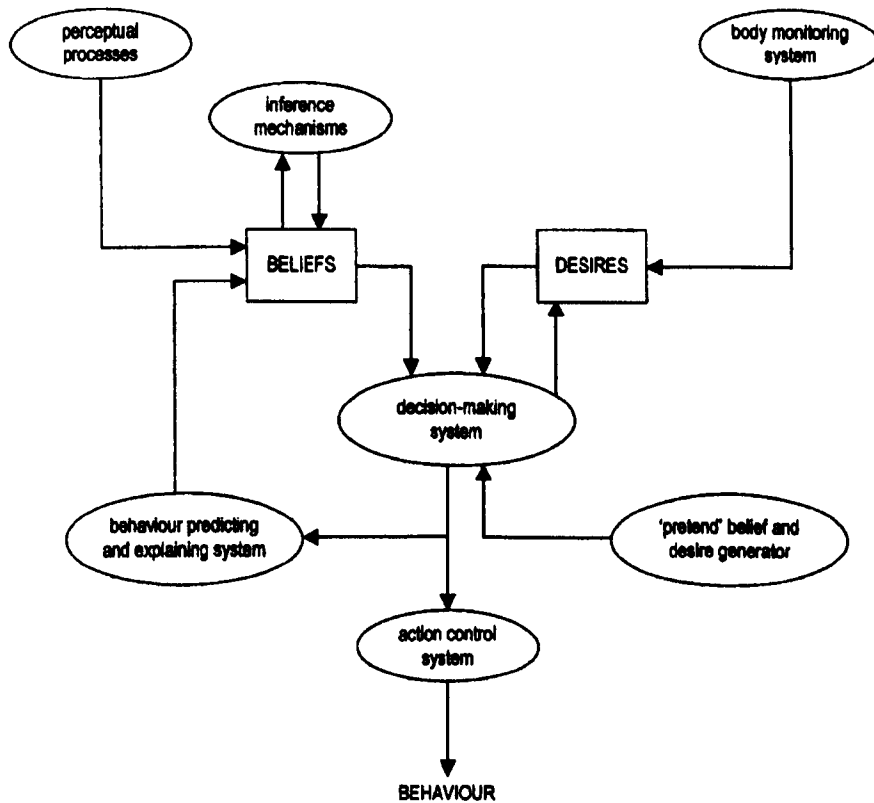 perceptual
processes
body monitoring
system
inference
mechanisms
BELIEFS
DESIRES
decision-making
system
behaviour predicting
and explaining system
'pretend' belief and
desire generator
action control
system
BEHAVIOUR